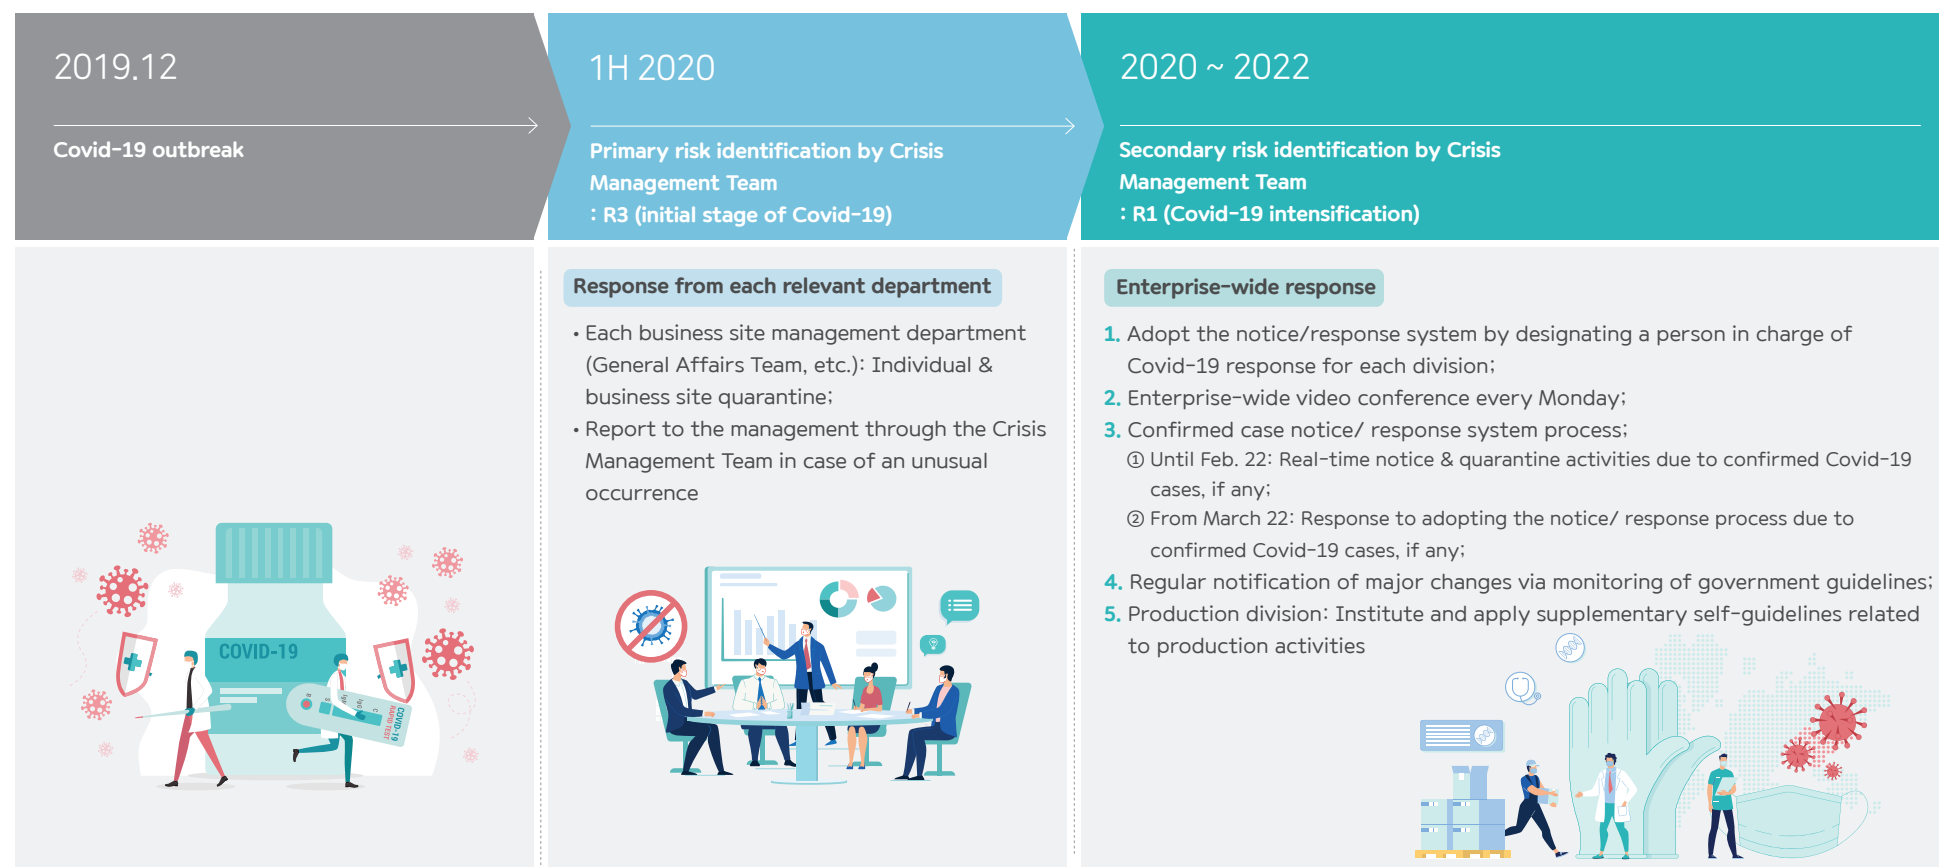 2019.12
Covid-19 outbreak
1H 2020
Primary risk identification by Crisis
Management Team
: R3 (initial stage of Covid-19)
2020 ~ 2022
Secondary risk identification by Crisis
Management Team
: R1 (Covid-19 intensification)
COVID-19
COVID-19
RAPID TEST
Response from each relevant department
• Each business site management department
(General Affairs Team, etc.): Individual &
business site quarantine;
• Report to the management through the Crisis
Management Team in case of an unusual
occurrence
Enterprise-wide response
1. Adopt the notice/response system by designating a person in charge of
Covid-19 response for each division;
2. Enterprise-wide video conference every Monday;
3. Confirmed case notice/ response system process;
① Until Feb. 22: Real-time notice & quarantine activities due to confirmed Covid-19
cases, if any;
② From March 22: Response to adopting the notice/ response process due to
confirmed Covid-19 cases, if any;
4. Regular notification of major changes via monitoring of government guidelines;
5. Production division: Institute and apply supplementary self-guidelines related
to production activities